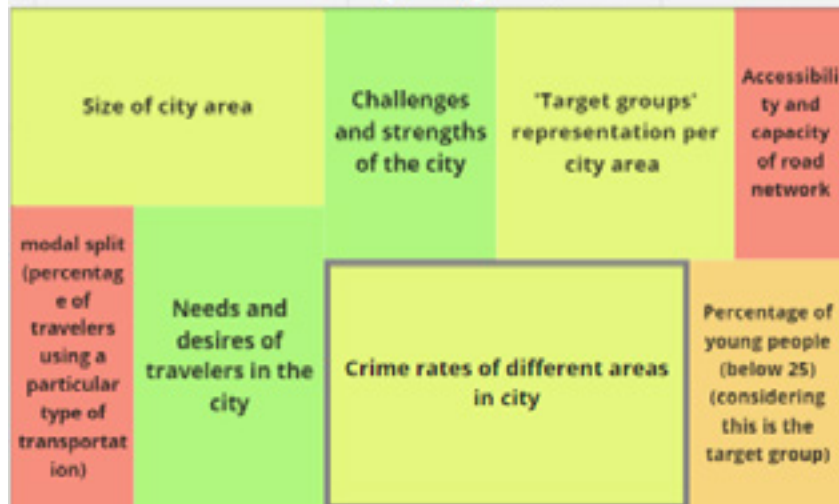 Size of city area
Challenges
and strengths
of the city
'Target groups'
representation per
city area
Accessibili
ty and
capacity
of road
network
modal split
(percentag
e of
travelers
using a
particular
type of
transportat
ion)
Needs and
desires of
travelers in the
city
Crime rates of different areas
in city
Percentage of
young people
(below 25)
(considering
this is the
target group)